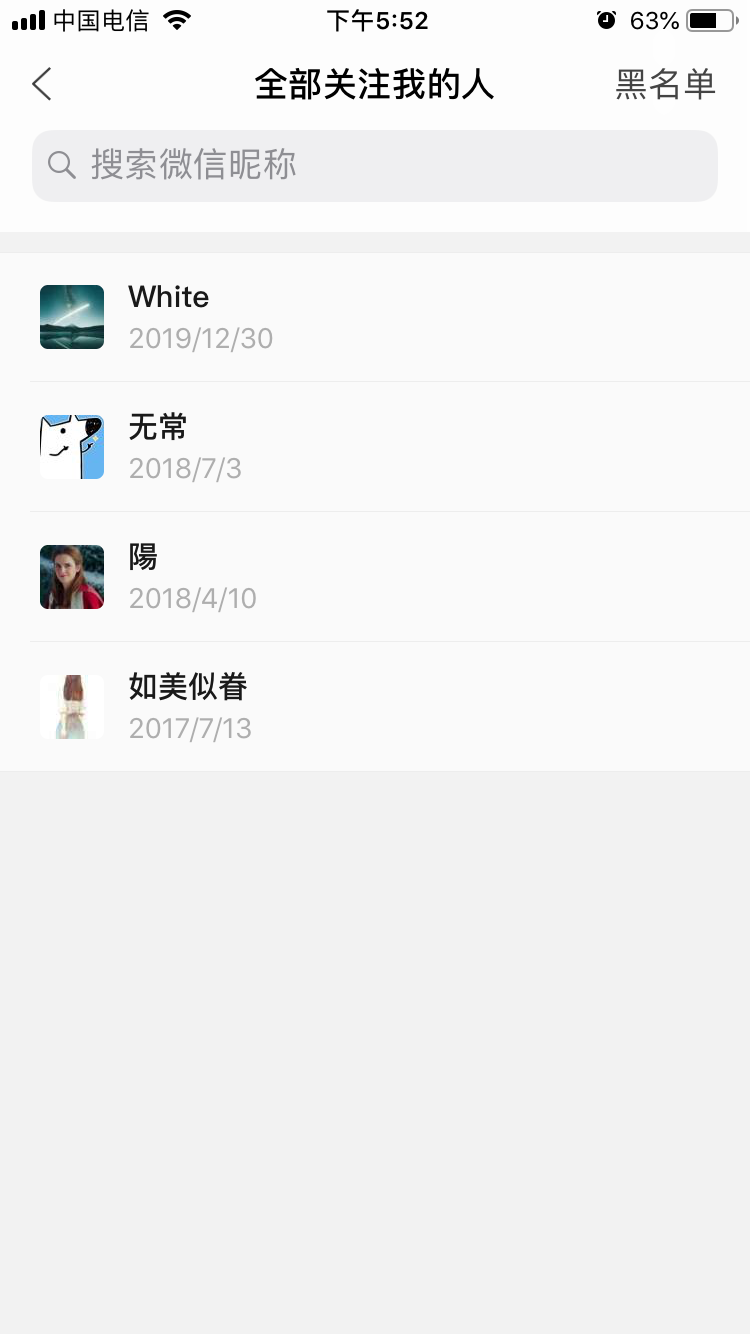 中国电信 下午5:52 63%
全部关注我的人 黑名单
搜索微信昵称
White
2019/12/30
无常
2018/7/3
陽
2018/4/10
如美似眷
2017/7/13